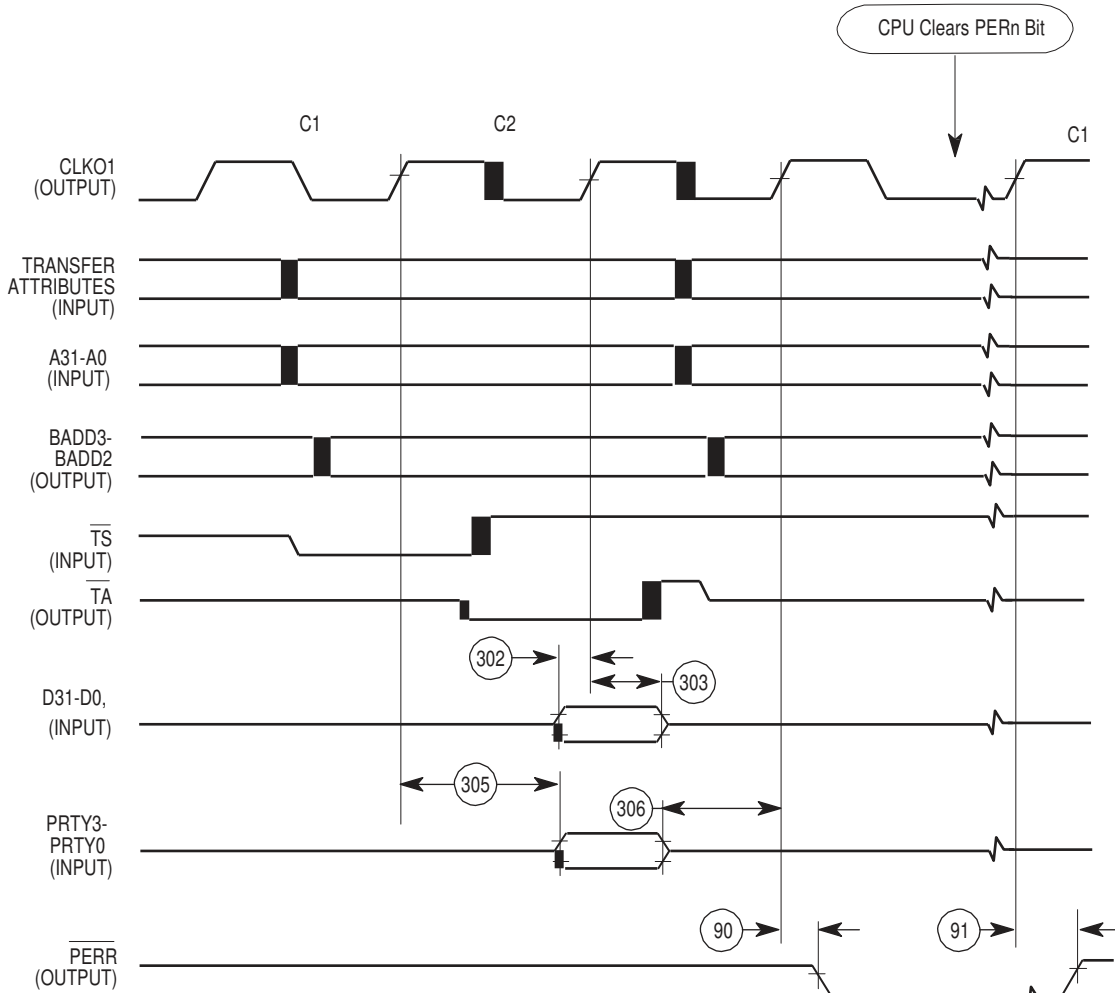 CPU Clears PERn Bit
C1
C2
C1
CLKO1
(OUTPUT)
TRANSFER
ATTRIBUTES
(INPUT)
A31-A0
(INPUT)
BADD3-
BADD2
(OUTPUT)
TS
(INPUT)
TA
(OUTPUT)
302
303
D31-D0,
(INPUT)
305
306
PRTY3-
PRTY0
(INPUT)
90
91
PERR
(OUTPUT)